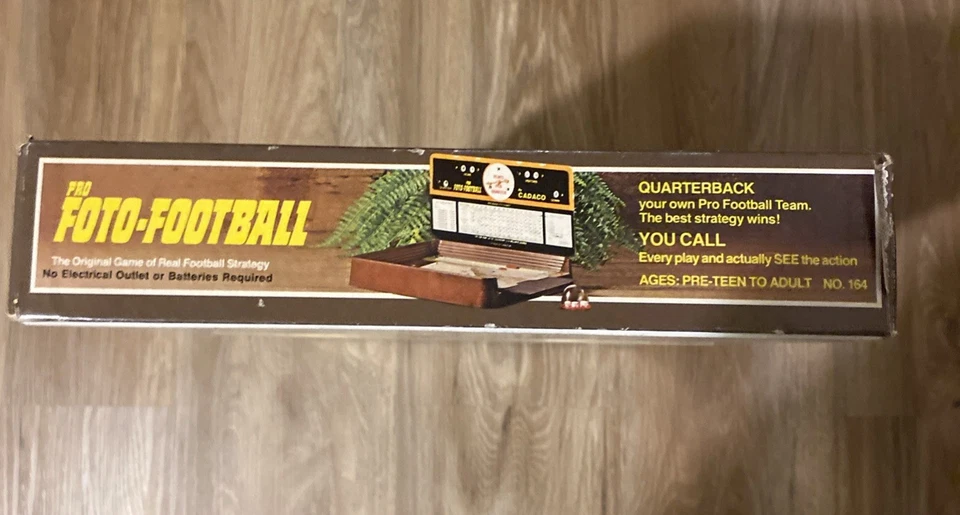 PRO
FOTO-FOOTBALL
The Original Game of Real Football Strategy
No Electrical Outlet or Batteries Required
FOTO-FOOTBALL
CADACO
QUARTERBACK
your own Pro Football Team.
The best strategy wins!
YOU CALL
Every play and actually SEE the action
AGES: PRE-TEEN TO ADULT NO. 164